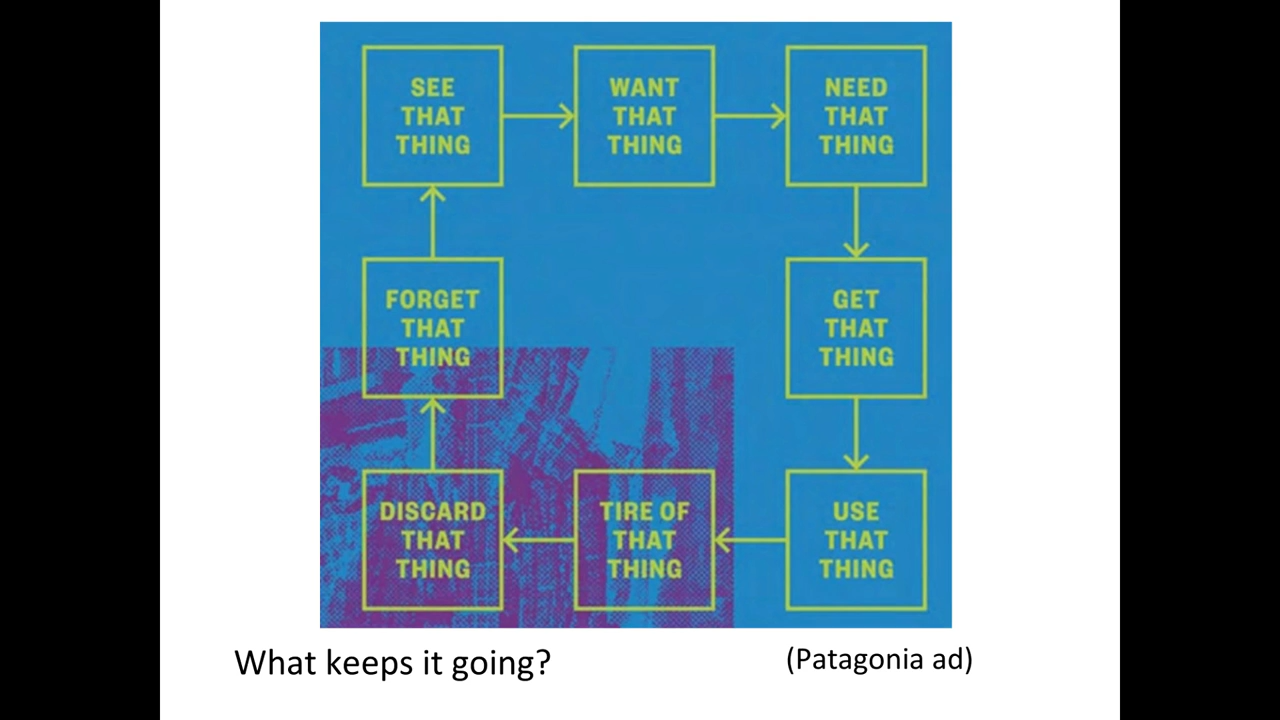 SEE
THAT
THING
WANT
THAT
THING
NEED
THAT
THING
GET
THAT
THING
USE
THAT
THING
TIRE OF
THAT
THING
DISCARD
THAT
THING
FORGET
THAT
THING
What keeps it going?
(Patagonia ad)